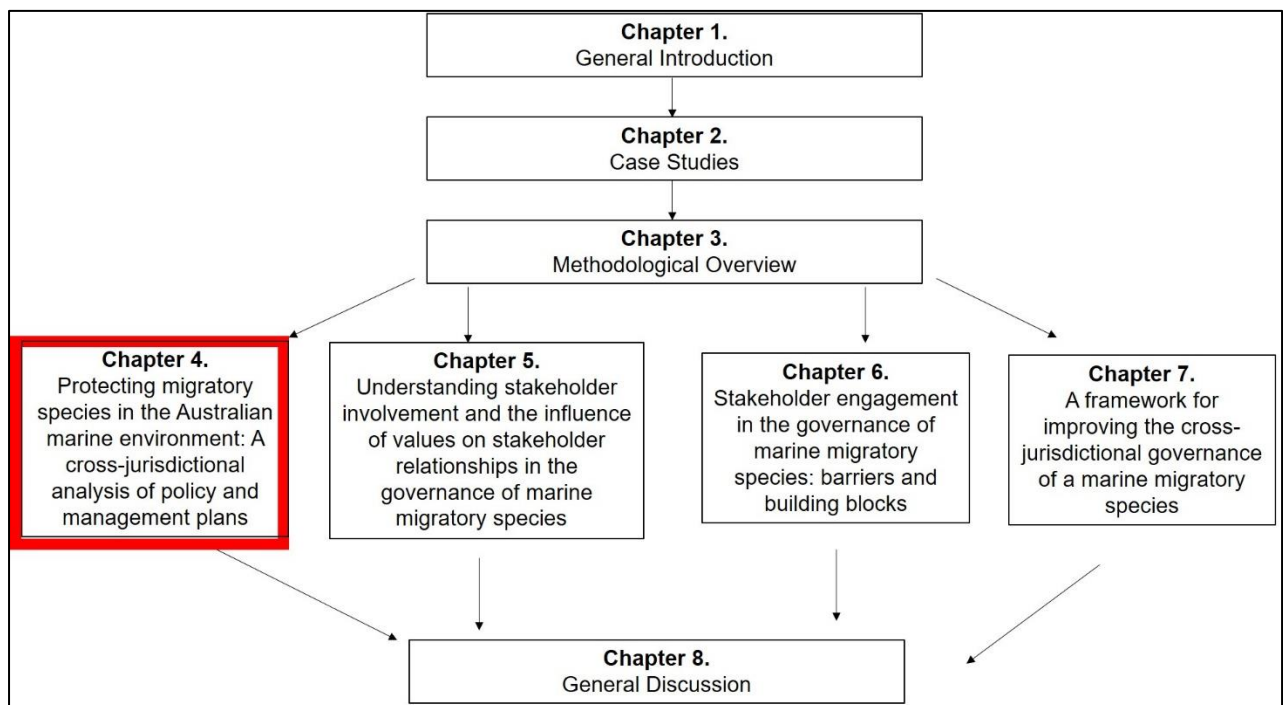 Chapter 1.
General Introduction
Chapter 2.
Case Studies
Chapter 3.
Methodological Overview
Chapter 4.
Protecting migratory
species in the Australian
marine environment: A
cross-jurisdictional
analysis of policy and
management plans
Chapter 5.
Understanding stakeholder
involvement and the influence
of values on stakeholder
relationships in the
governance of marine
migratory species
Chapter 6.
Stakeholder engagement
in the governance of
marine migratory
species: barriers and
building blocks
Chapter 7.
A framework for
improving the cross-
jurisdictional governance
of a marine migratory
species
Chapter 8.
General Discussion